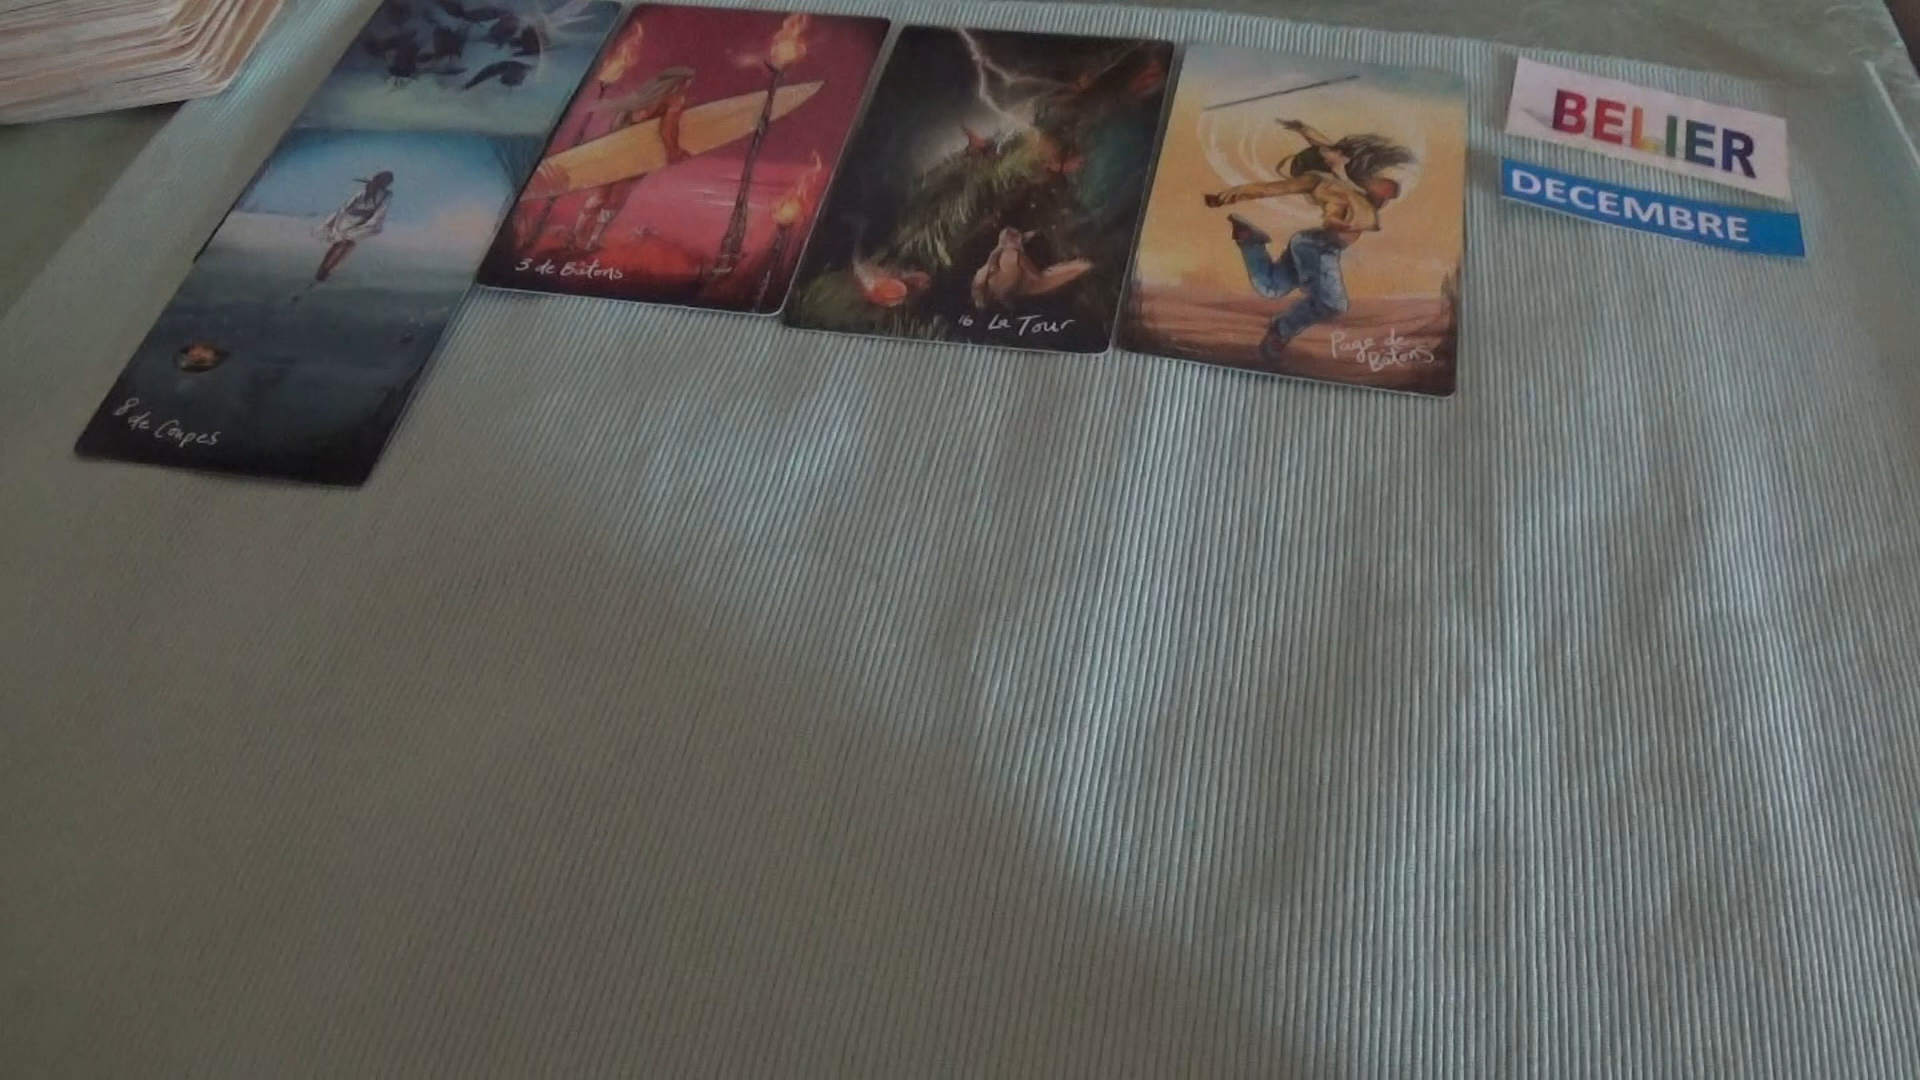 8 de Coupes
3 de Bâtons
16 La Tour
Page de
Bâtons
BELIER
DECEMBRE